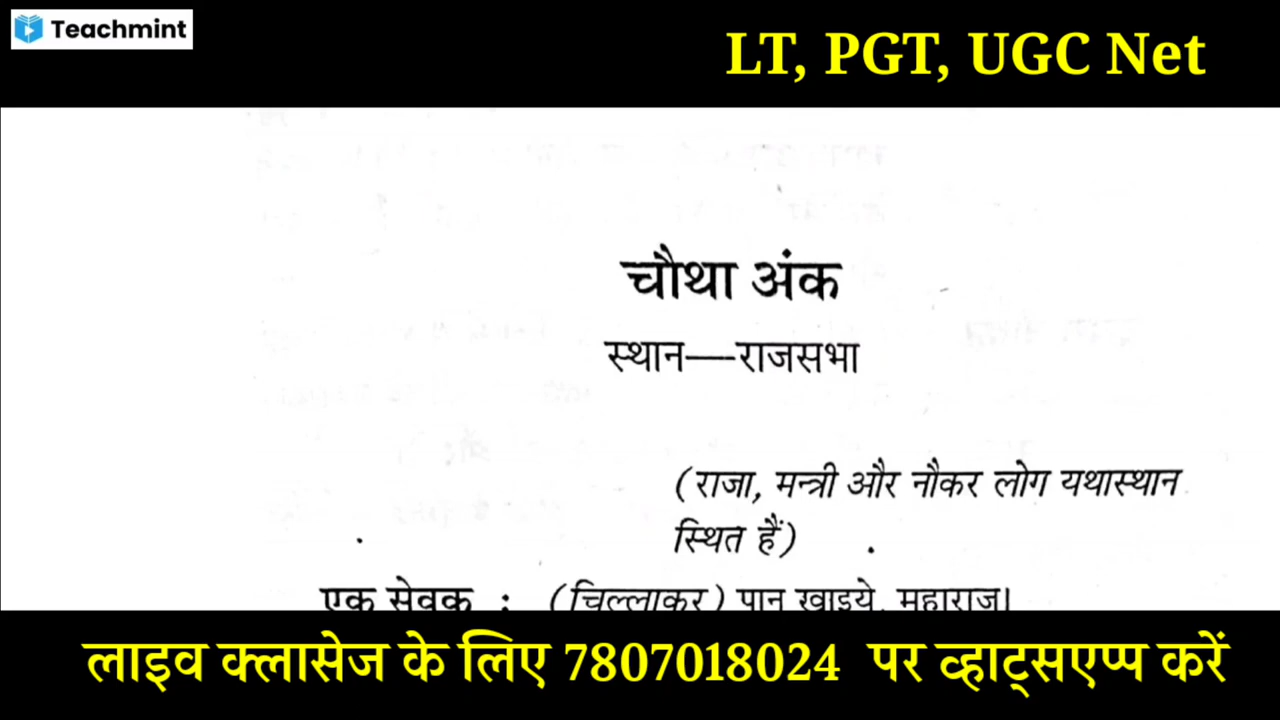 Teachmint
LT, PGT, UGC Net
चौथा अंक
स्थान—राजसभा
(राजा, मन्त्री और नौकर लोग यथास्थान
स्थित हैं)
एक सेवक : (चिल्लाकर) पान खाइये, महाराज।
लाइव क्लासेज के लिए 7807018024 पर व्हाट्सएप्प करें